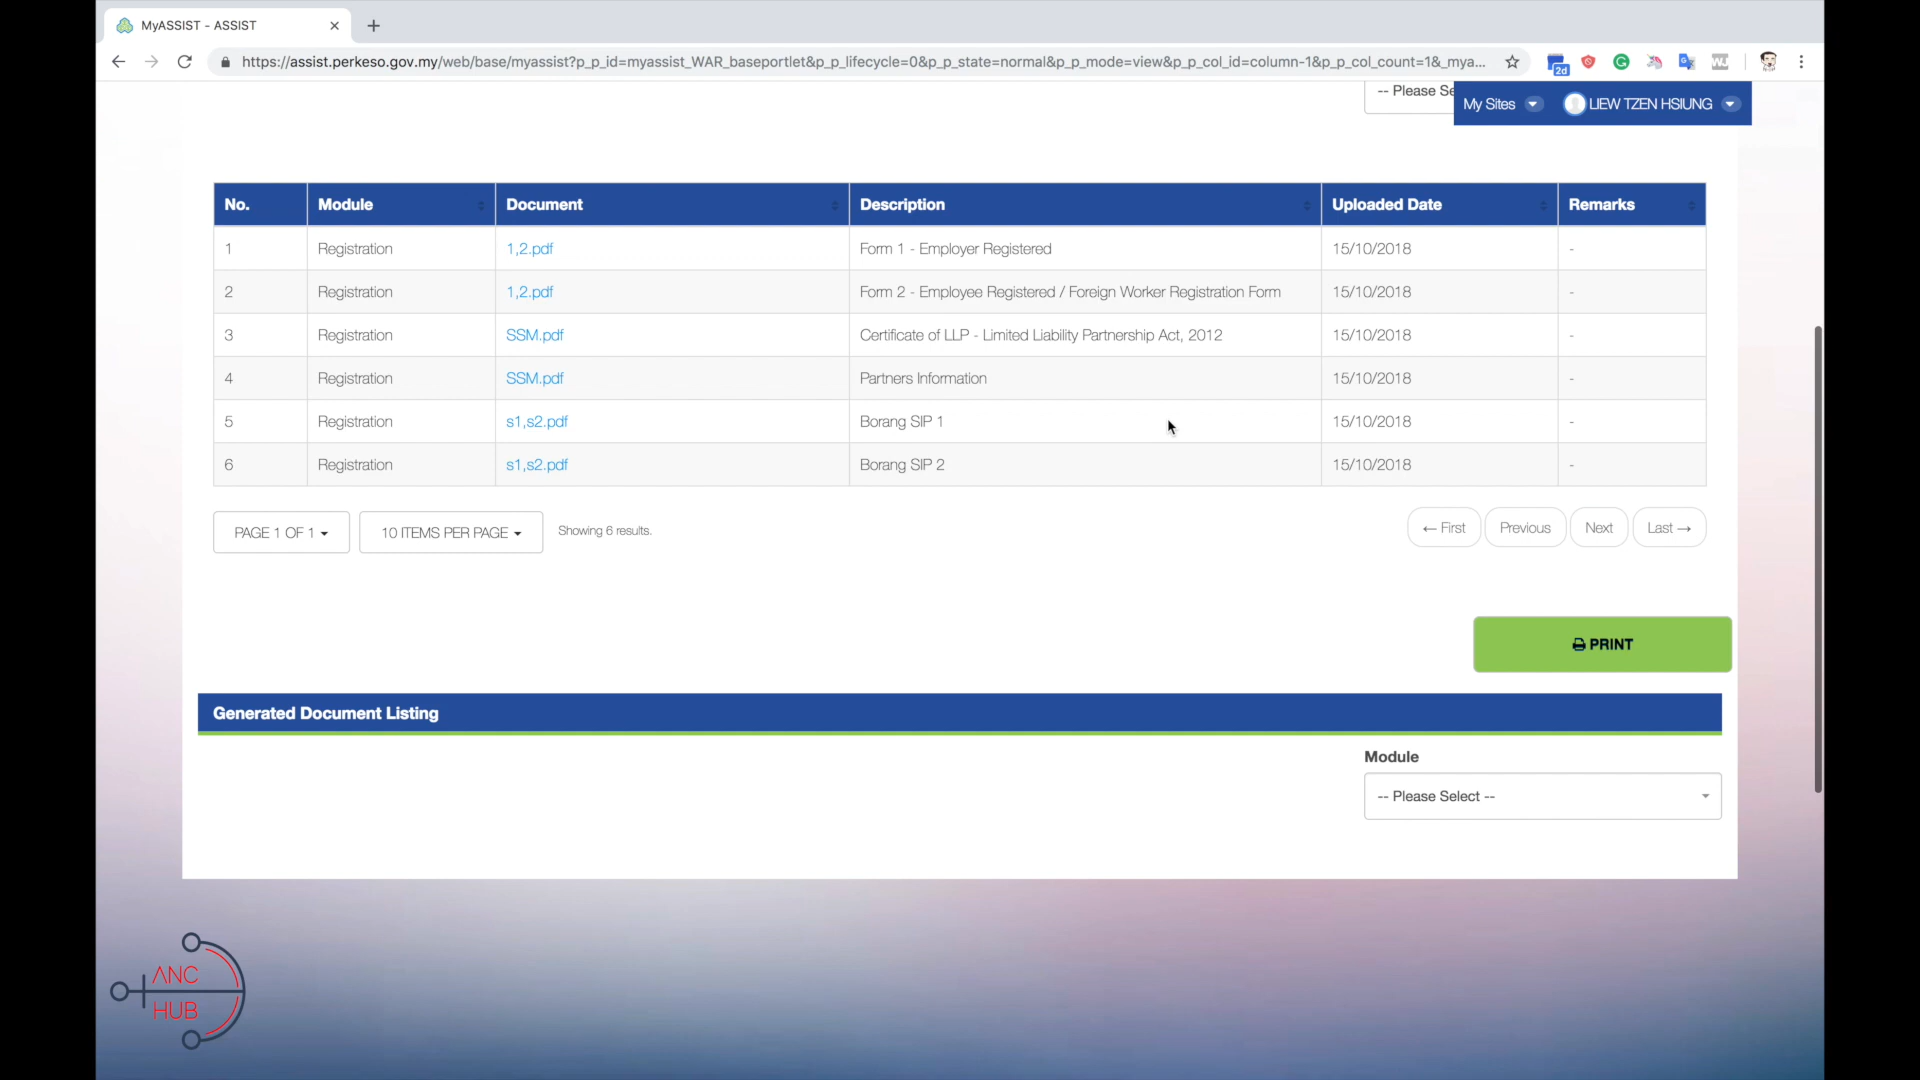 MyASSIST - ASSIST
https://assist.perkeso.gov.my/web/base/myassist?p_p_id=myassist_WAR_baseportlet&p_p_lifecycle=0&p_p_state=normal&p_p_mode=view&p_p_col_id=column-1&p_p_col_count=1&_mya...
2d
-- Please Se
My Sites LIEW TZEN HSIUNG
No. Module Document Description Uploaded Date Remarks
1 Registration 1,2.pdf Form 1 - Employer Registered 15/10/2018 -
2 Registration 1,2.pdf Form 2 - Employee Registered / Foreign Worker Registration Form 15/10/2018 -
3 Registration SSM.pdf Certificate of LLP - Limited Liability Partnership Act, 2012 15/10/2018 -
4 Registration SSM.pdf Partners Information 15/10/2018 -
5 Registration s1,s2.pdf Borang SIP 1 15/10/2018 -
6 Registration s1,s2.pdf Borang SIP 2 15/10/2018 -
PAGE 1 OF 1 10 ITEMS PER PAGE Showing 6 results. ← First Previous Next Last →
PRINT
Generated Document Listing
Module
-- Please Select --
ANC
HUB